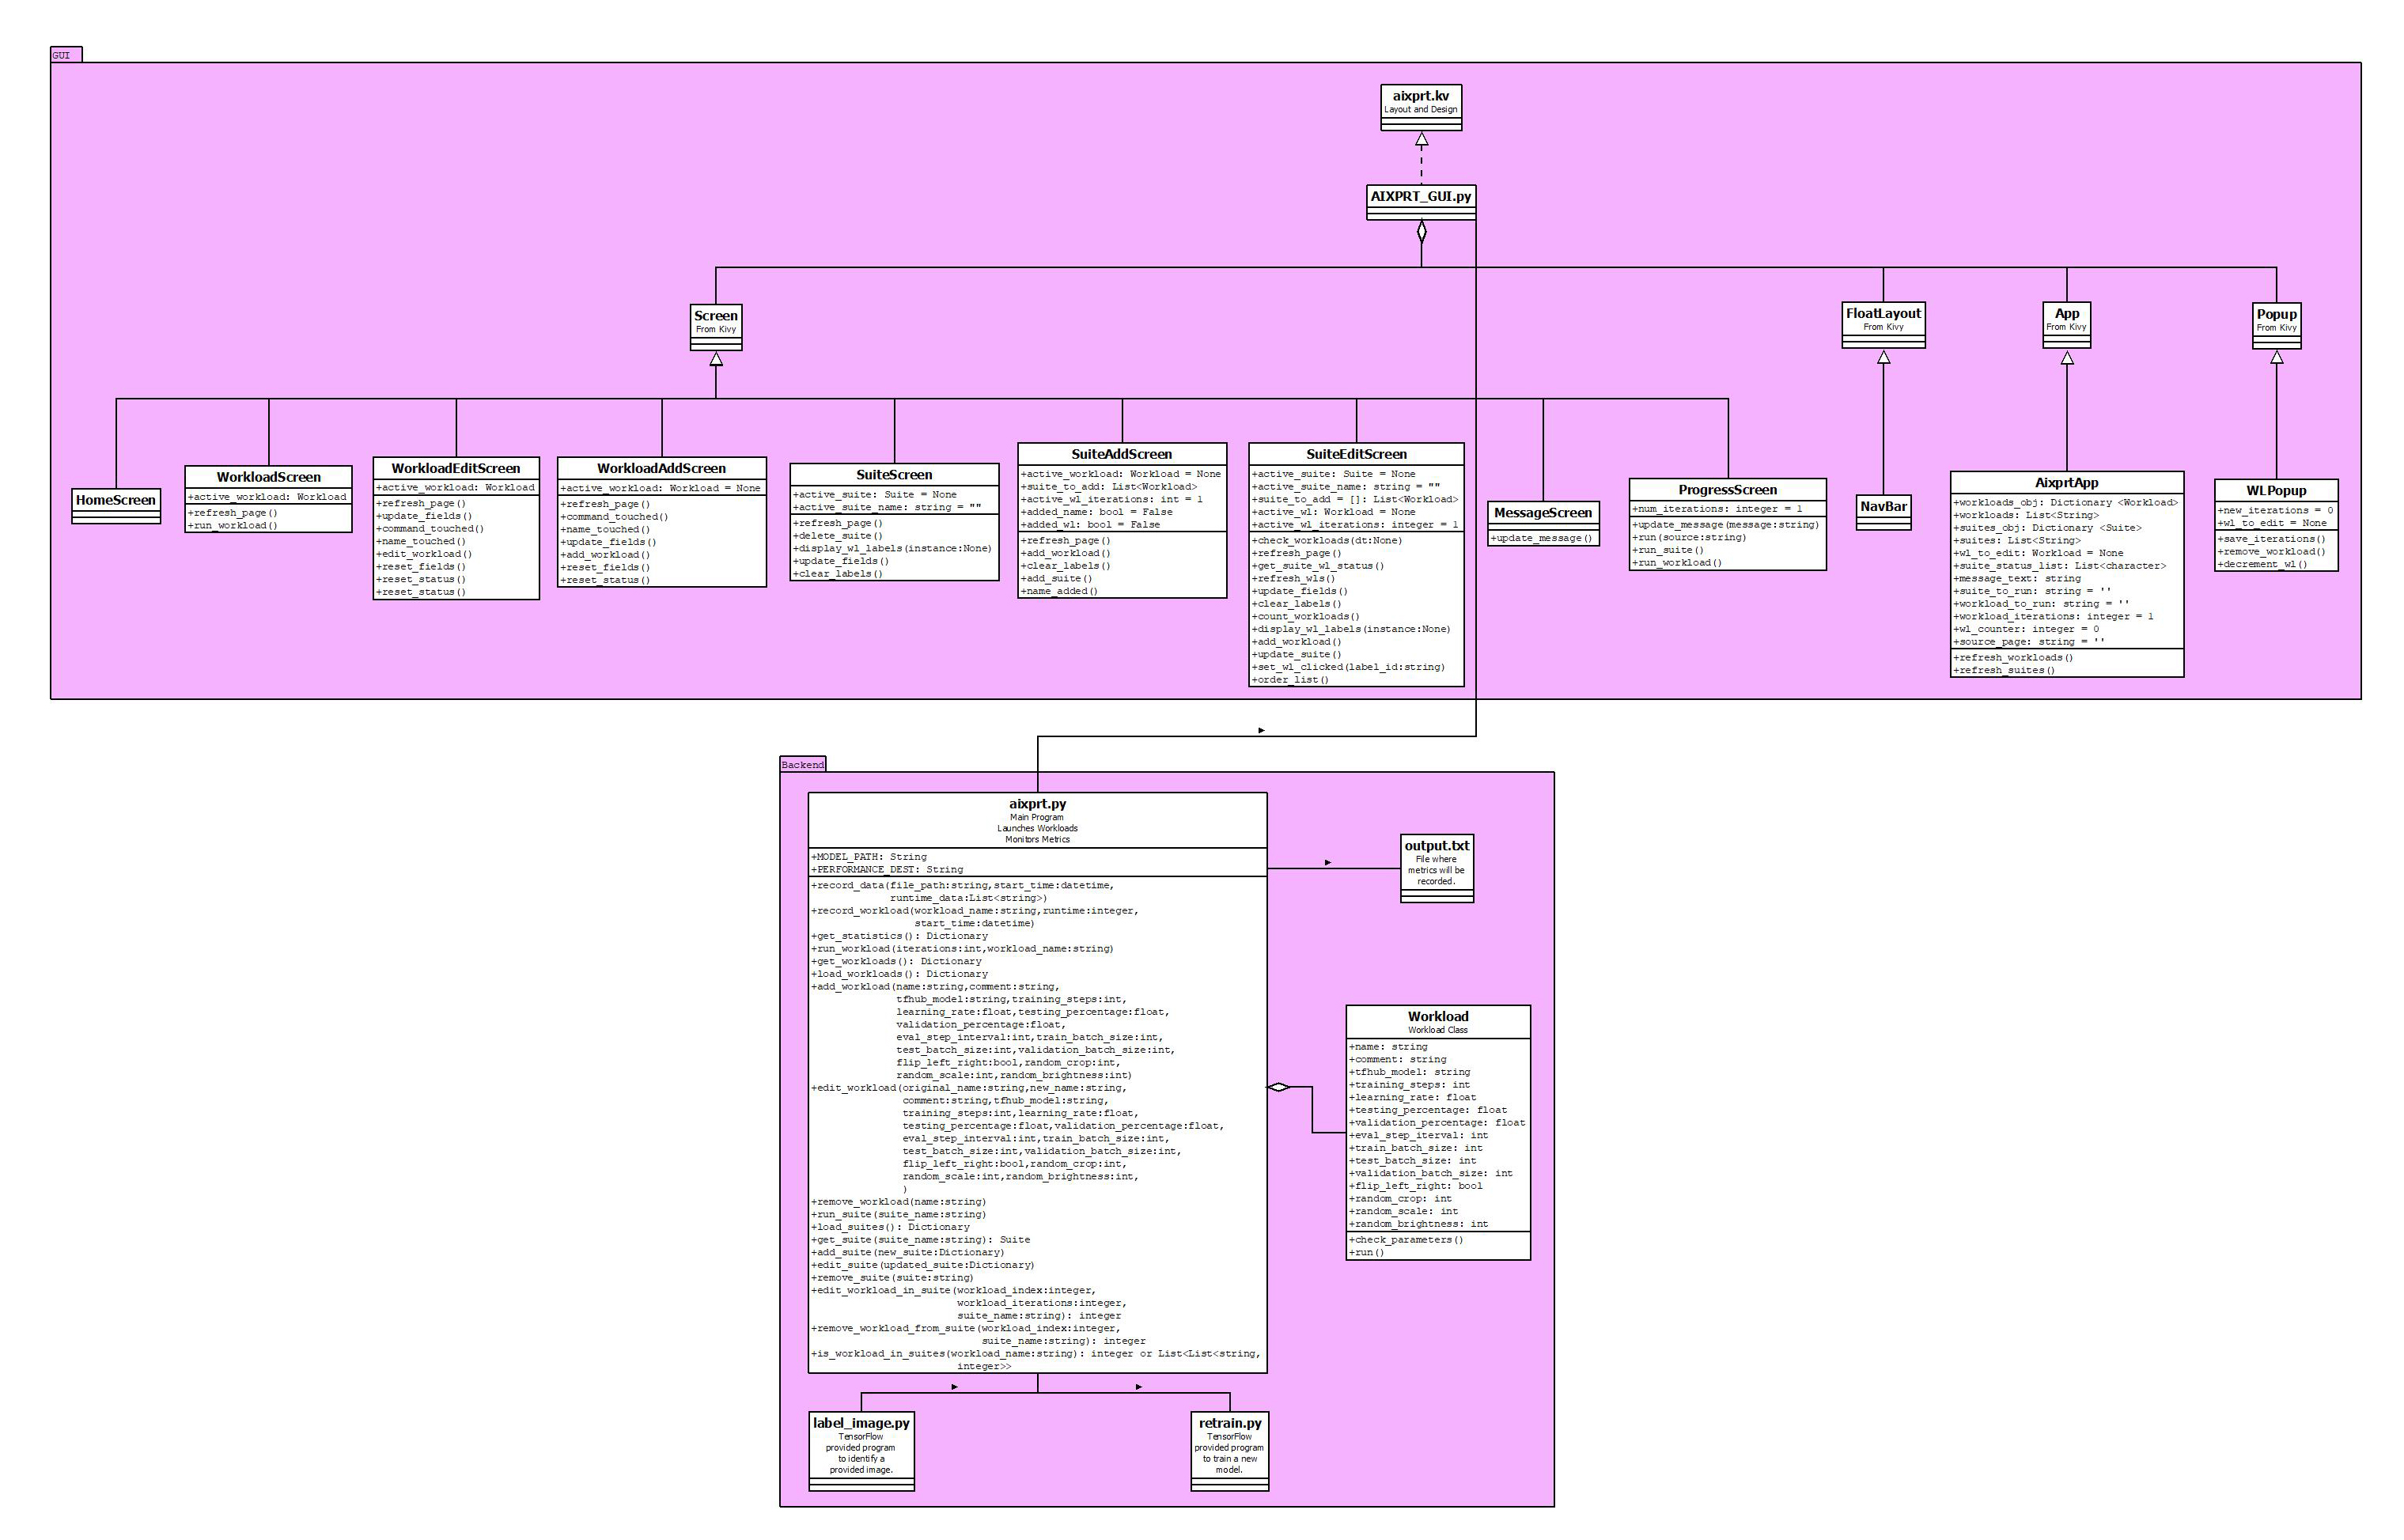 GUI
aixprt.kv
Layout and Design
AIXPRT_GUI.py
Screen
From Kivy
FloatLayout
From Kivy
App
From Kivy
Popup
From Kivy
HomeScreen
WorkloadScreen
+active_workload: Workload
+refresh_page()
+run_workload()
WorkloadEditScreen
+active_workload: Workload
+refresh_page()
+update_fields()
+command_touched()
+name_touched()
+edit_workload()
+reset_fields()
+reset_status()
+reset_status()
WorkloadAddScreen
+active_workload: Workload = None
+refresh_page()
+command_touched()
+name_touched()
+update_fields()
+add_workload()
+reset_fields()
+reset_status()
SuiteScreen
+active_suite: Suite = None
+active_suite_name: string = ""
+refresh_page()
+delete_suite()
+display_wl_labels(instance:None)
+update_fields()
+clear_labels()
SuiteAddScreen
+active_workload: Workload = None
+suite_to_add: List<Workload>
+active_wl_iterations: int = 1
+added_name: bool = False
+added_wl: bool = False
+refresh_page()
+add_workload()
+clear_labels()
+add_suite()
+name_added()
SuiteEditScreen
+active_suite: Suite = None
+active_suite_name: string = ""
+suite_to_add = []: List<Workload>
+active_wl: Workload = None
+active_wl_iterations: integer = 1
+check_workloads(dt:None)
+refresh_page()
+get_suite_wl_status()
+refresh_wls()
+update_fields()
+clear_labels()
+count_workloads()
+display_wl_labels(instance:None)
+add_workload()
+update_suite()
+set_wl_clicked(label_id:string)
+order_list()
MessageScreen
+update_message()
ProgressScreen
+num_iterations: integer = 1
+update_message(message:string)
+run(source:string)
+run_suite()
+run_workload()
NavBar
AixprtApp
+workloads_obj: Dictionary <Workload>
+workloads: List<String>
+suites_obj: Dictionary <Suite>
+suites: List<String>
+wl_to_edit: Workload = None
+suite_status_list: List<character>
+message_text: string
+suite_to_run: string = ''
+workload_to_run: string = ''
+workload_iterations: integer = 1
+wl_counter: integer = 0
+source_page: string = ''
+refresh_workloads()
+refresh_suites()
WLPopup
+new_iterations = 0
+wl_to_edit = None
+save_iterations()
+remove_workload()
+decrement_wl()
Backend
aixprt.py
Main Program
Launches Workloads
Monitors Metrics
+MODEL_PATH: String
+PERFORMANCE_DEST: String
+record_data(file_path:string,start_time:datetime,
runtime_data:List<string>)
+record_workload(workload_name:string,runtime:integer,
start_time:datetime)
+get_statistics(): Dictionary
+run_workload(iterations:int,workload_name:string)
+get_workloads(): Dictionary
+load_workloads(): Dictionary
+add_workload(name:string,comment:string,
tfhub_model:string,training_steps:int,
learning_rate:float,testing_percentage:float,
validation_percentage:float,
eval_step_interval:int,train_batch_size:int,
test_batch_size:int,validation_batch_size:int,
flip_left_right:bool,random_crop:int,
random_scale:int,random_brightness:int)
+edit_workload(original_name:string,new_name:string,
comment:string,tfhub_model:string,
training_steps:int,learning_rate:float,
testing_percentage:float,validation_percentage:float,
eval_step_interval:int,train_batch_size:int,
test_batch_size:int,validation_batch_size:int,
flip_left_right:bool,random_crop:int,
random_scale:int,random_brightness:int,
)
+remove_workload(name:string)
+run_suite(suite_name:string)
+load_suites(): Dictionary
+get_suite(suite_name:string): Suite
+add_suite(new_suite:Dictionary)
+edit_suite(updated_suite:Dictionary)
+remove_suite(suite:string)
+edit_workload_in_suite(workload_index:integer,
workload_iterations:integer,
suite_name:string): integer
+remove_workload_from_suite(workload_index:integer,
suite_name:string): integer
+is_workload_in_suites(workload_name:string): integer or List<List<string,
integer>>
output.txt
File where
metrics will be
recorded.
Workload
Workload Class
+name: string
+comment: string
+tfhub_model: string
+training_steps: int
+learning_rate: float
+testing_percentage: float
+validation_percentage: float
+eval_step_iterval: int
+train_batch_size: int
+test_batch_size: int
+validation_batch_size: int
+flip_left_right: bool
+random_crop: int
+random_scale: int
+random_brightness: int
+check_parameters()
+run()
label_image.py
TensorFlow
provided program
to identify a
provided image.
retrain.py
TensorFlow
provided program
to train a new
model.